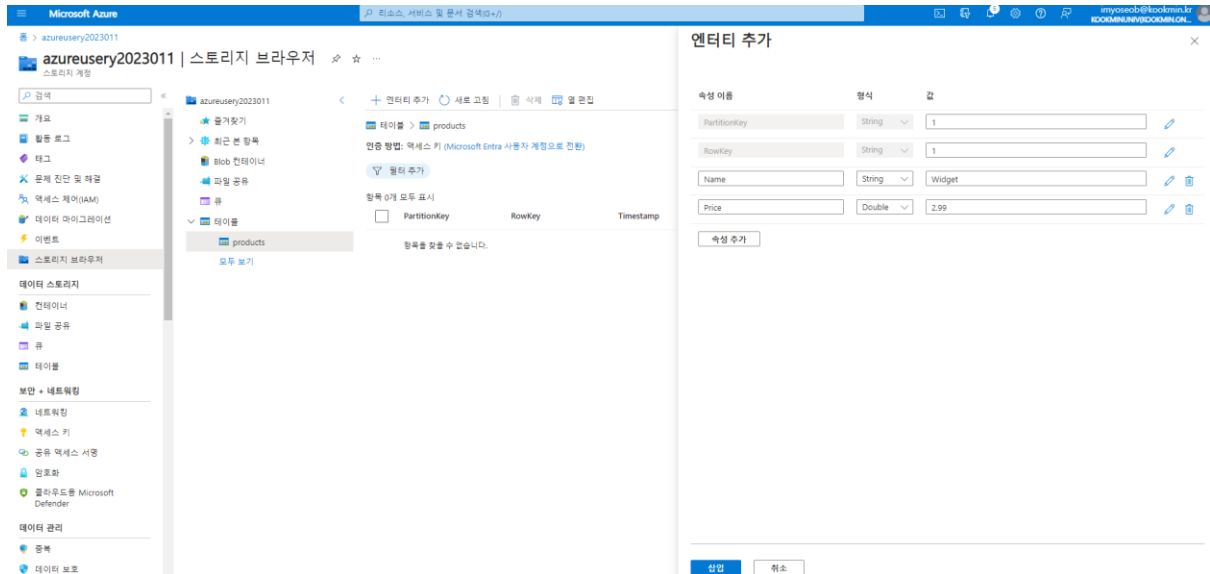 Microsoft Azure
리소스, 서비스 및 문서 검색(G+/)
imyoseob@kookmin.kr
KOOKMINUNIV(KOOKMIN.ON...
홈 > azureusery2023011
azureusery2023011 | 스토리지 브라우저
스토리지 계정
검색
개요
활동 로그
태그
문제 진단 및 해결
액세스 제어(IAM)
데이터 마이그레이션
이벤트
스토리지 브라우저
데이터 스토리지
컨테이너
파일 공유
큐
테이블
보안 + 네트워킹
네트워킹
액세스 키
공유 액세스 서명
암호화
클라우드용 Microsoft
Defender
데이터 관리
중복
데이터 보호
azureusery2023011
즐겨찾기
최근 본 항목
Blob 컨테이너
파일 공유
큐
테이블
products
모두 보기
엔터티 추가 새로 고침 삭제 열 편집
테이블 > products
인증 방법: 액세스 키 (Microsoft Entra 사용자 계정으로 전환)
필터 추가
항목 0개 모두 표시
PartitionKey RowKey Timestamp
항목을 찾을 수 없습니다.
엔터티 추가
속성 이름 형식 값
PartitionKey String 1
RowKey String 1
Name String Widget
Price Double 2.99
속성 추가
삽입 취소